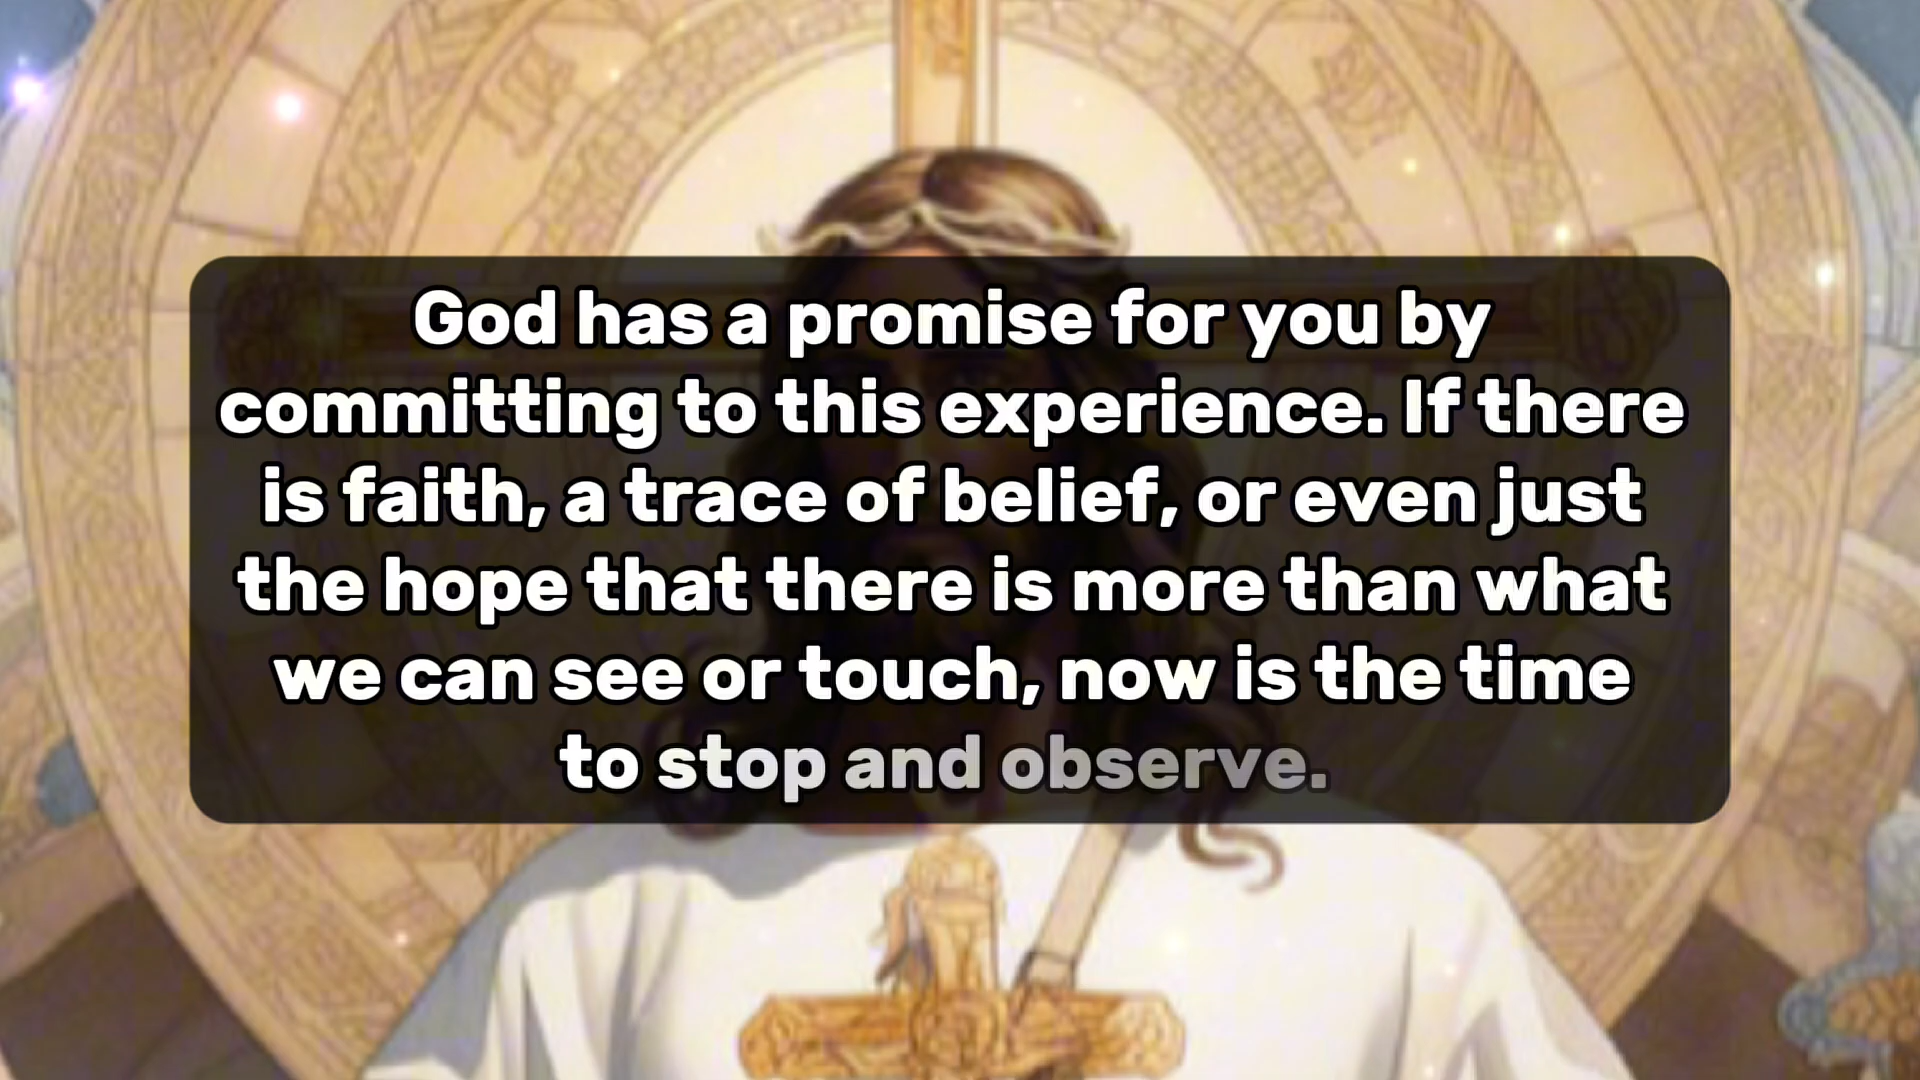 God has a promise for you by
committing to this experience. If there
is faith, a trace of belief, or even just
the hope that there is more than what
we can see or touch, now is the time
to stop and observe.